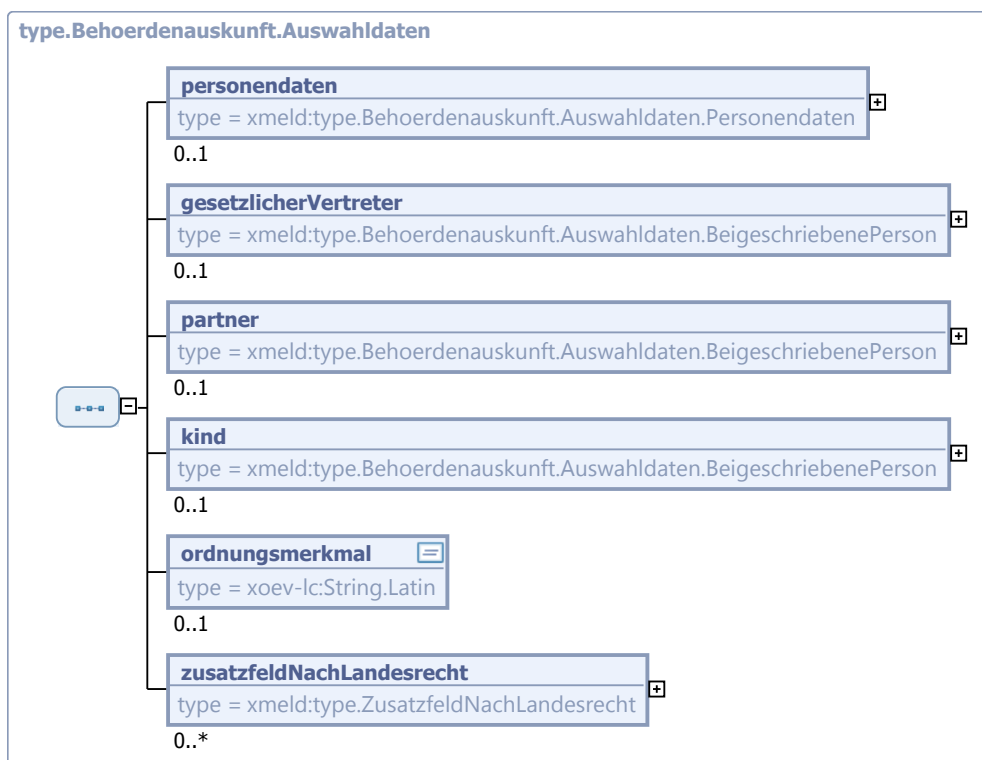 type.Behoerdenauskunft.Auswahldaten
personendaten
type = xmeld:type.Behoerdenauskunft.Auswahldaten.Personendaten
0..1
gesetzlicherVertreter
type = xmeld:type.Behoerdenauskunft.Auswahldaten.BeigeschriebenePerson
0..1
partner
type = xmeld:type.Behoerdenauskunft.Auswahldaten.BeigeschriebenePerson
0..1
kind
type = xmeld:type.Behoerdenauskunft.Auswahldaten.BeigeschriebenePerson
0..1
ordnungsmerkmal
type = xoev-lc:String.Latin
0..1
zusatzfeldNachLandesrecht
type = xmeld:type.ZusatzfeldNachLandesrecht
0..*